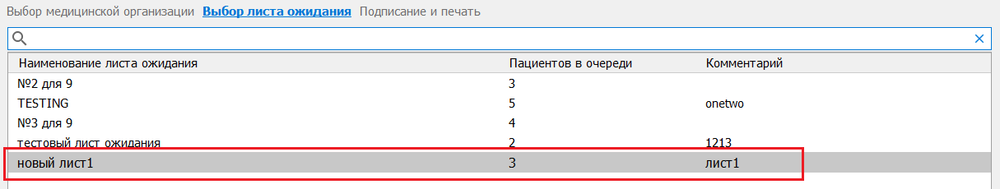 Выбор медицинской организации Выбор листа ожидания Подписание и печать
Наименование листа ожидания Пациентов в очереди Комментарий
№2 для 9 3
TESTING 5 onetwo
№3 для 9 4
тестовый лист ожидания 2 1213
новый лист1 3 лист1